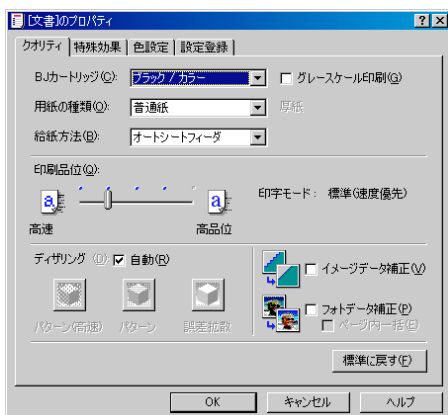 [文書]のプロパティ
クオリティ 特殊効果 色設定 設定登録
BJカートリッジ(C): ブラック / カラー グレースケール印刷(G)
用紙の種類(O): 普通紙 厚紙
給紙方法(B): オートシートフィーダ
印刷品位(Q):
印字モード: 標準(速度優先)
高速 高品位
ディザリング (D): 自動(R)
イメージデータ補正(V)
フォトデータ補正(P)
ページ内一括(E)
パターン(高速) パターン 誤差拡散
標準に戻す(F)
OK キャンセル ヘルプ